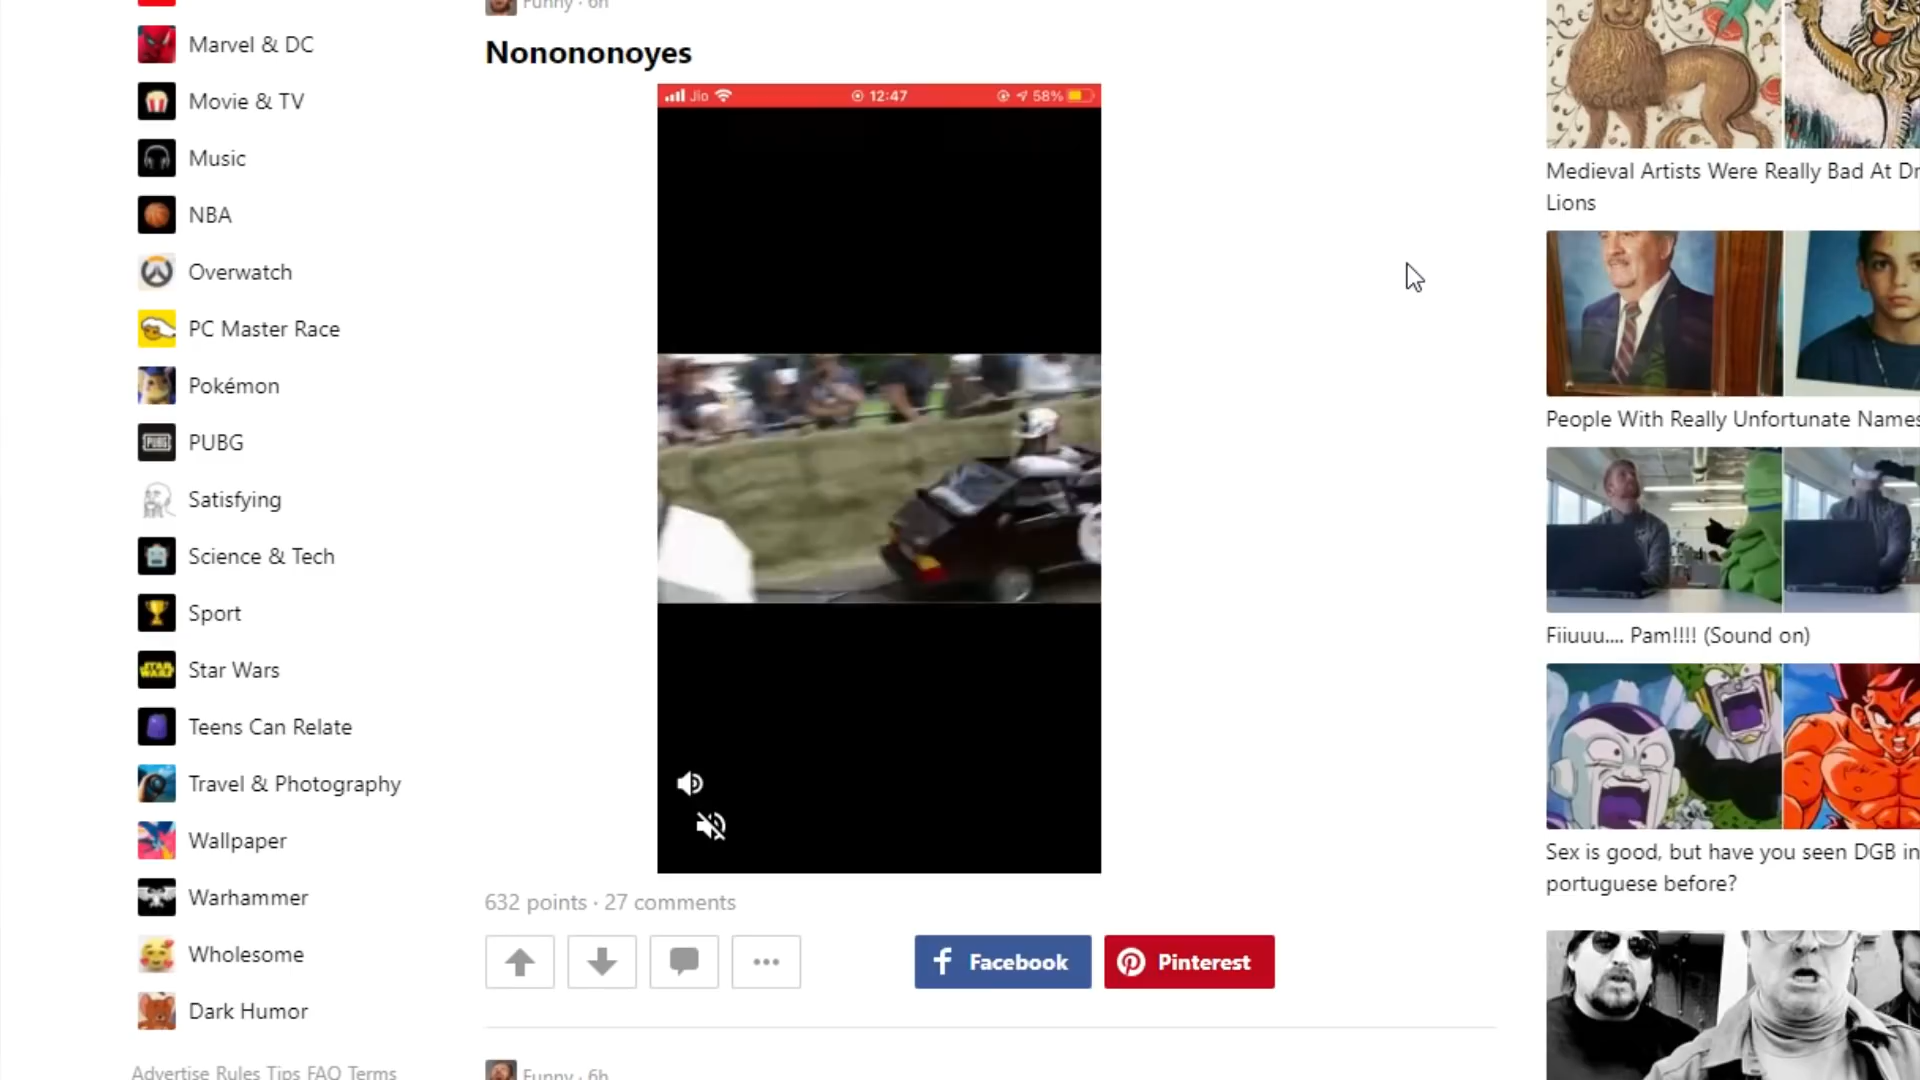 Funny · 6h
Marvel & DC
Movie & TV
Music
NBA
Overwatch
PC Master Race
Pokémon
PUBG
Satisfying
Science & Tech
Sport
Star Wars
Teens Can Relate
Travel & Photography
Wallpaper
Warhammer
Wholesome
Dark Humor
Advertise Rules Tips FAQ Terms
Nonononoyes
Jio 12:47 58%
632 points · 27 comments
Facebook Pinterest
Funny · 6h
Medieval Artists Were Really Bad At Dr
Lions
People With Really Unfortunate Names
Fiiuuu.... Pam!!!! (Sound on)
Sex is good, but have you seen DGB in
portuguese before?